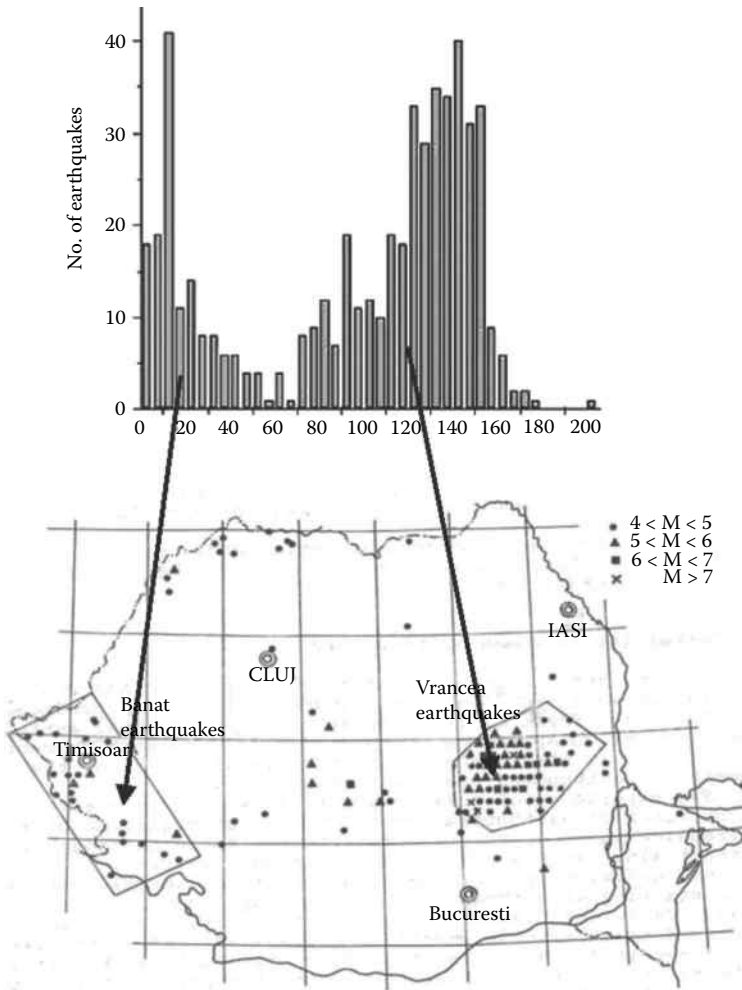 No. of earthquakes
40
30
20
10
0
0 20 40 60 80 100 120 140 160 180 200
4 < M < 5
5 < M < 6
6 < M < 7
M > 7
IASI
CLUJ
Vrancea
earthquakes
Banat
earthquakes
Timisoar
Bucuresti